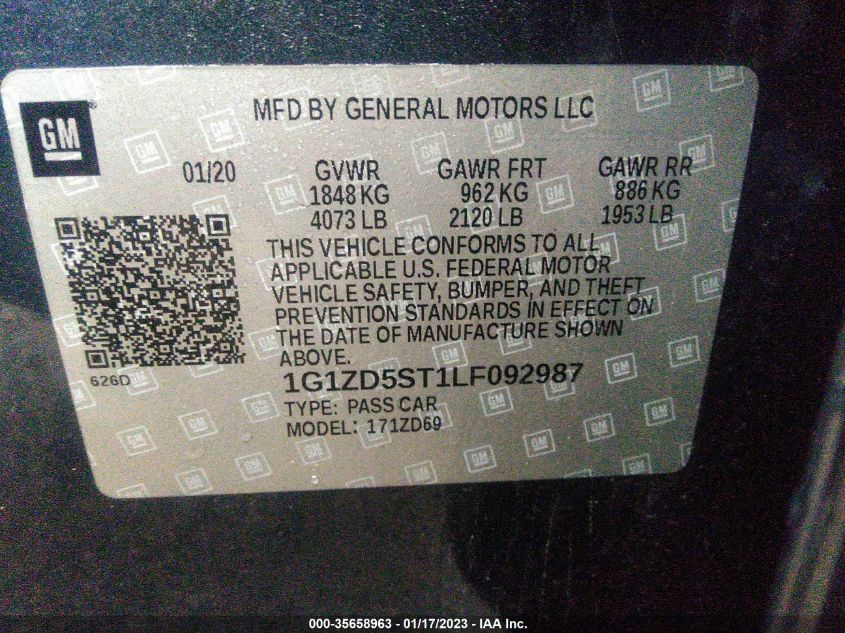 MFD BY GENERAL MOTORS LLC
GM
01/20 GVWR GAWR FRT GAWR RR
1848 KG 962 KG 886 KG
4073 LB 2120 LB 1953 LB
THIS VEHICLE CONFORMS TO ALL
APPLICABLE U.S. FEDERAL MOTOR
VEHICLE SAFETY, BUMPER, AND THEFT
PREVENTION STANDARDS IN EFFECT ON
THE DATE OF MANUFACTURE SHOWN
ABOVE.
626D
1G1ZD5ST1LF092987
TYPE: PASS CAR
MODEL: 171ZD69
000-35658963 - 01/17/2023 - IAA Inc.